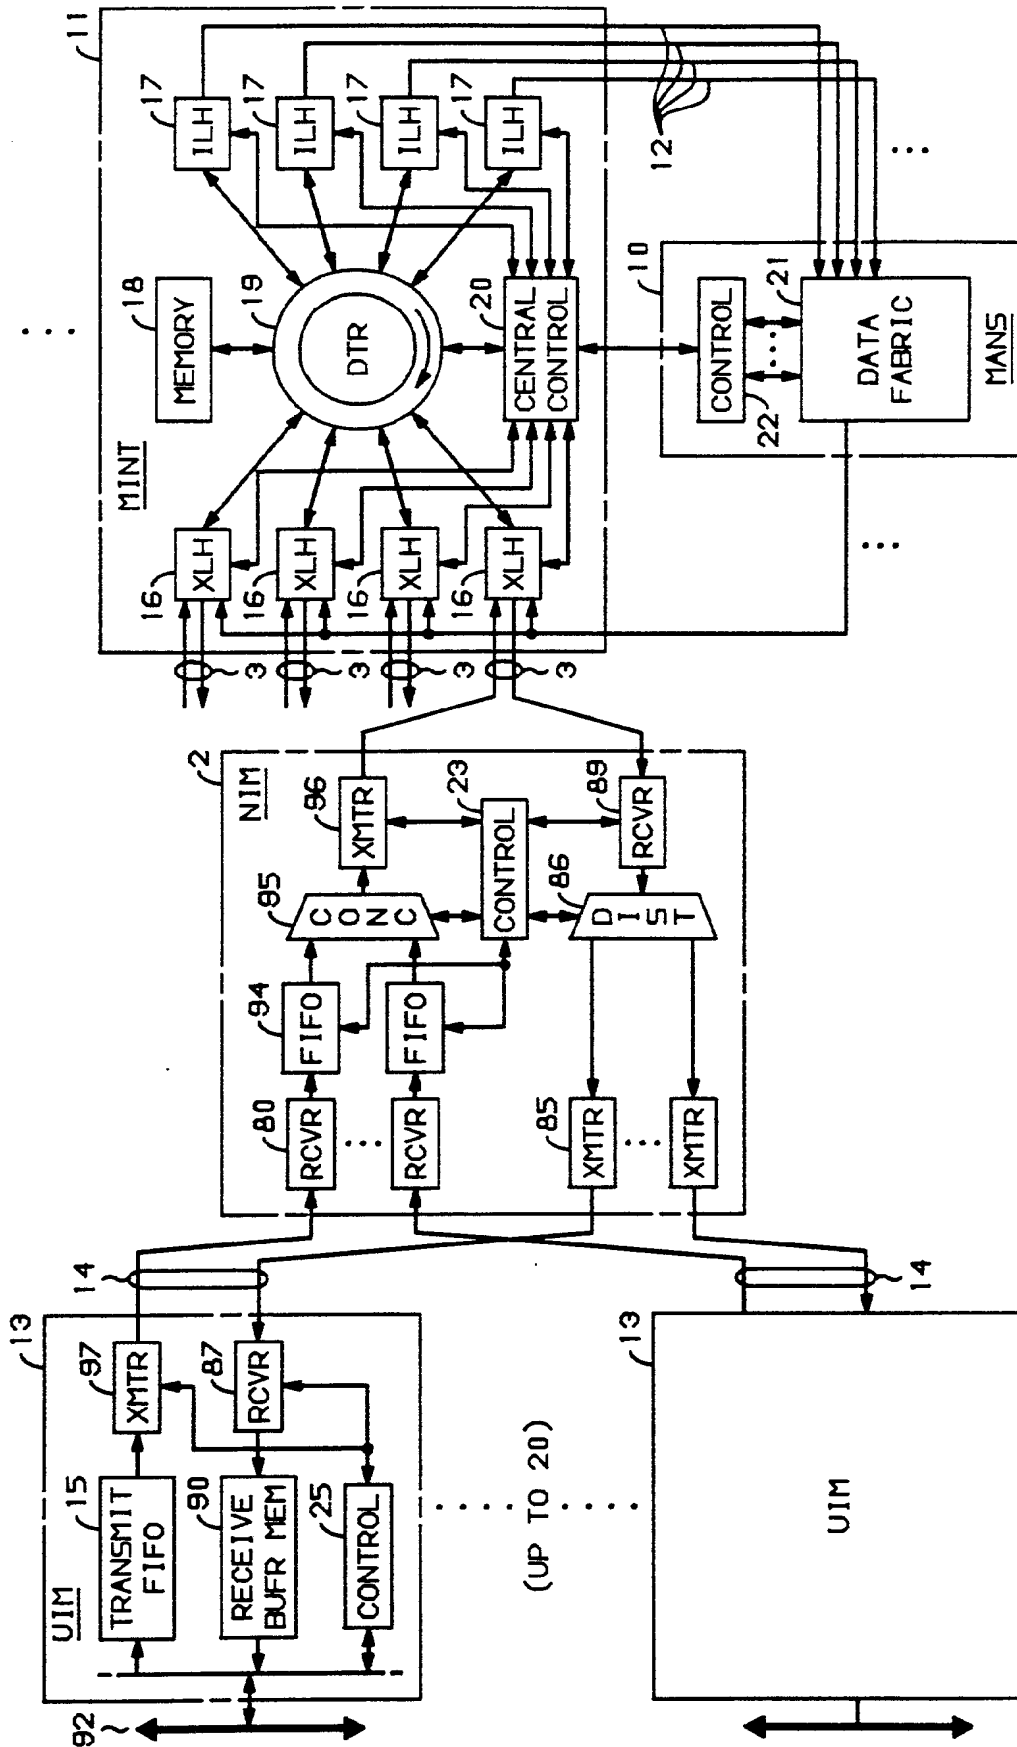 92
UIM
13
15
TRANSMIT
FIFO
97
XMTR
90
RECEIVE
BUFR MEM
87
RCVR
25
CONTROL
14
. . . . . (UP TO 20) . . . . .
13
UIM
14
2
NIM
80
RCVR
94
FIFO
95
CONC
96
XMTR
. . .
RCVR
FIFO
23
CONTROL
85
XMTR
. . .
XMTR
86
DIST
89
RCVR
3
3
3
3
. . .
11
MINT
16
XLH
16
XLH
16
XLH
16
XLH
18
MEMORY
19
DTR
20
CENTRAL
CONTROL
17
ILH
17
ILH
17
ILH
17
ILH
12
. . .
. . .
10
CONTROL
22
. . .
21
DATA
FABRIC
MANS